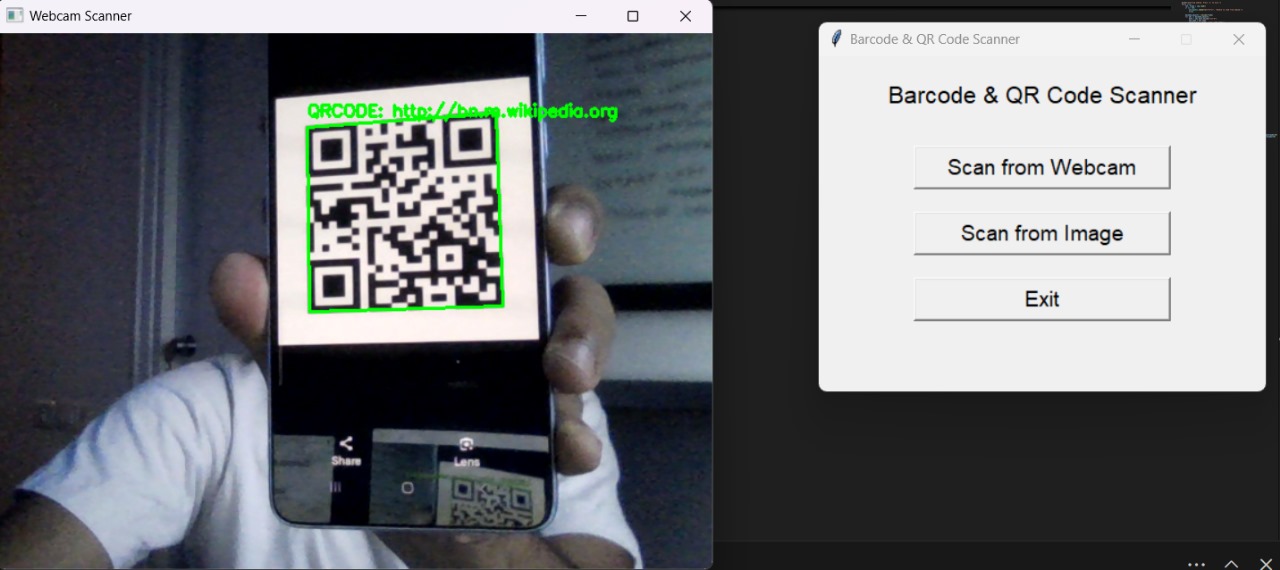 Webcam Scanner
QRCODE: http://bn.m.wikipedia.org
Share
Lens
Barcode & QR Code Scanner
Barcode & QR Code Scanner
Scan from Webcam
Scan from Image
Exit